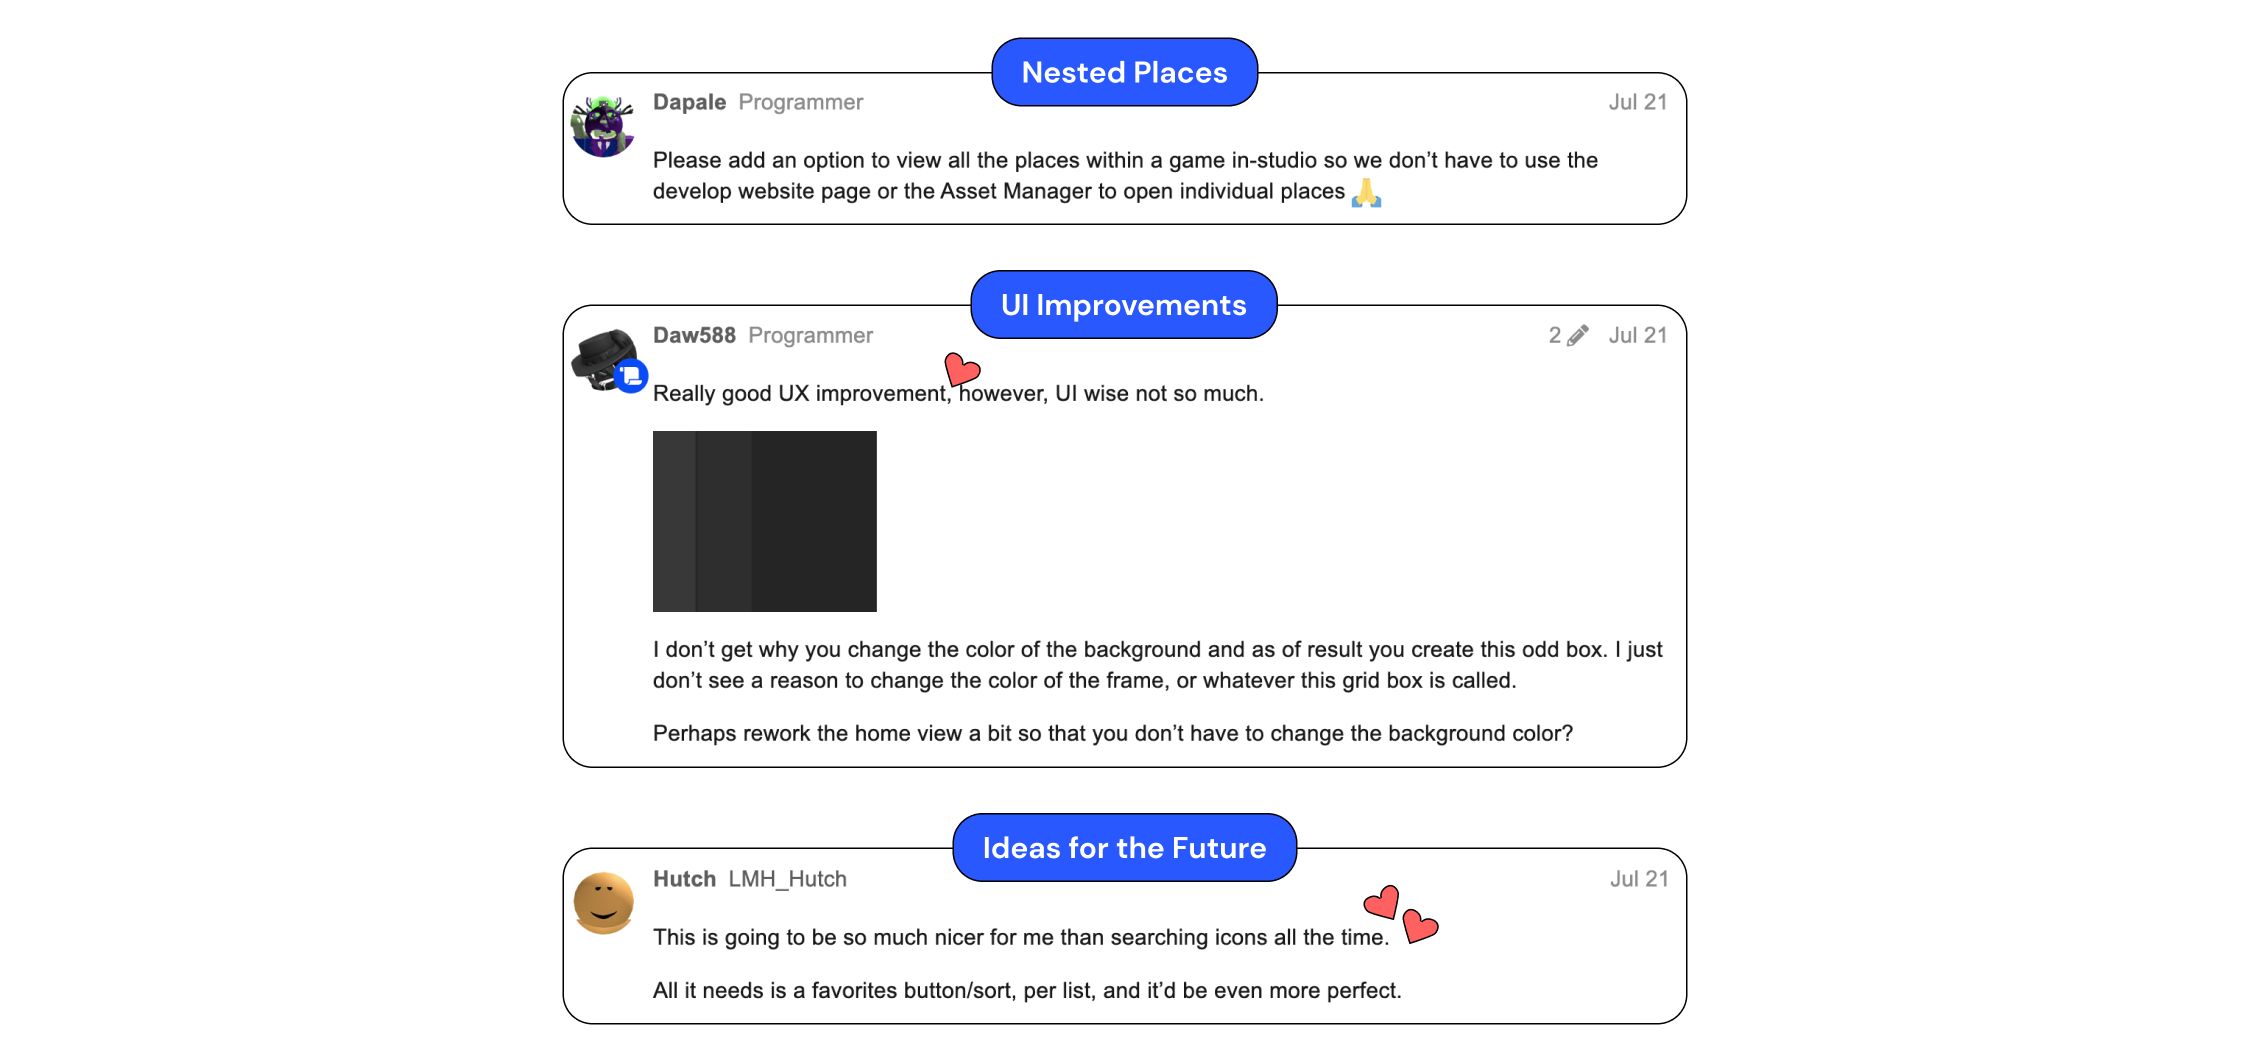 Nested Places
Dapale Programmer Jul 21
Please add an option to view all the places within a game in-studio so we don’t have to use the
develop website page or the Asset Manager to open individual places 🙏
UI Improvements
Daw588 Programmer 2 Jul 21
Really good UX improvement, however, UI wise not so much.
I don’t get why you change the color of the background and as of result you create this odd box. I just
don’t see a reason to change the color of the frame, or whatever this grid box is called.
Perhaps rework the home view a bit so that you don’t have to change the background color?
Ideas for the Future
Hutch LMH_Hutch Jul 21
This is going to be so much nicer for me than searching icons all the time.
All it needs is a favorites button/sort, per list, and it’d be even more perfect.